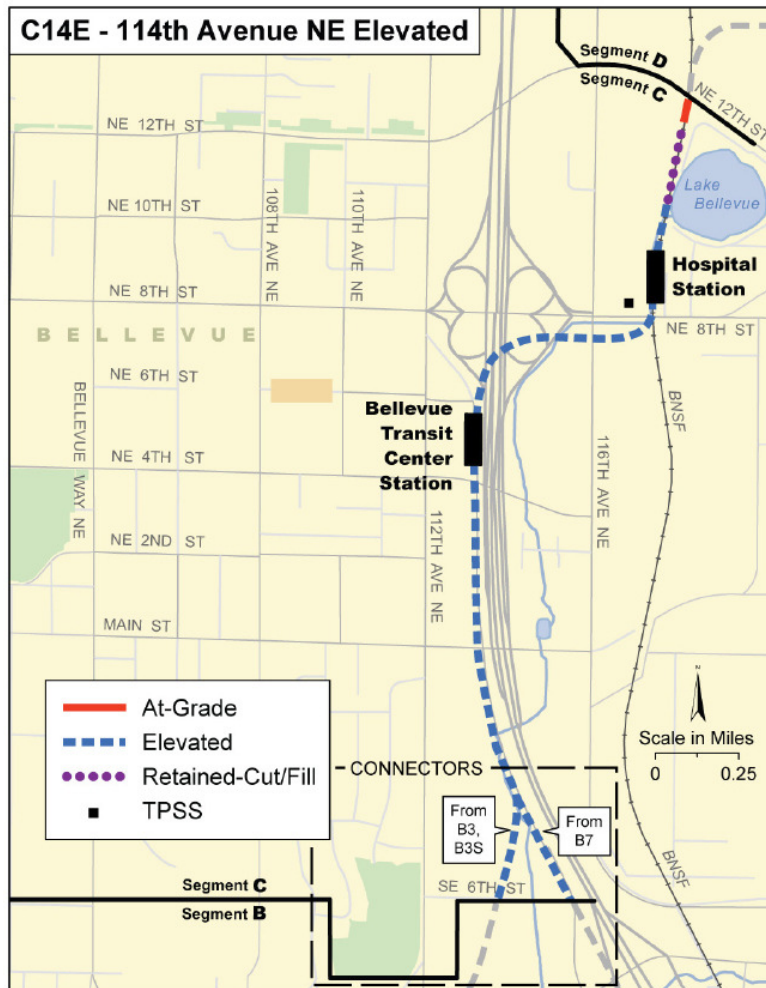 C14E - 114th Avenue NE Elevated
Segment D
Segment C
NE 12TH ST
NE 12TH ST
Lake
Bellevue
108TH AVE NE
110TH AVE NE
NE 10TH ST
Hospital
Station
NE 8TH ST
NE 8TH ST
BELLEVUE
NE 6TH ST
BNSF
BELLEVUE WAY NE
Bellevue
Transit
Center
Station
116TH AVE NE
NE 4TH ST
112TH AVE NE
NE 2ND ST
MAIN ST
At-Grade
Elevated
Retained-Cut/Fill
TPSS
N
Scale in Miles
0 0.25
CONNECTORS
From
B3,
B3S
From
B7
BNSF
Segment C
Segment B
SE 6TH ST